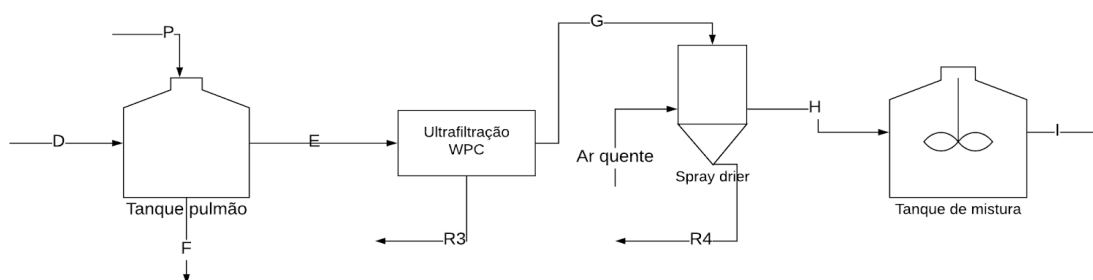 P
G
D
E
Ultrafiltração
WPC
H
I
Ar quente
Spray drier
Tanque pulmão
Tanque de mistura
F
R3
R4